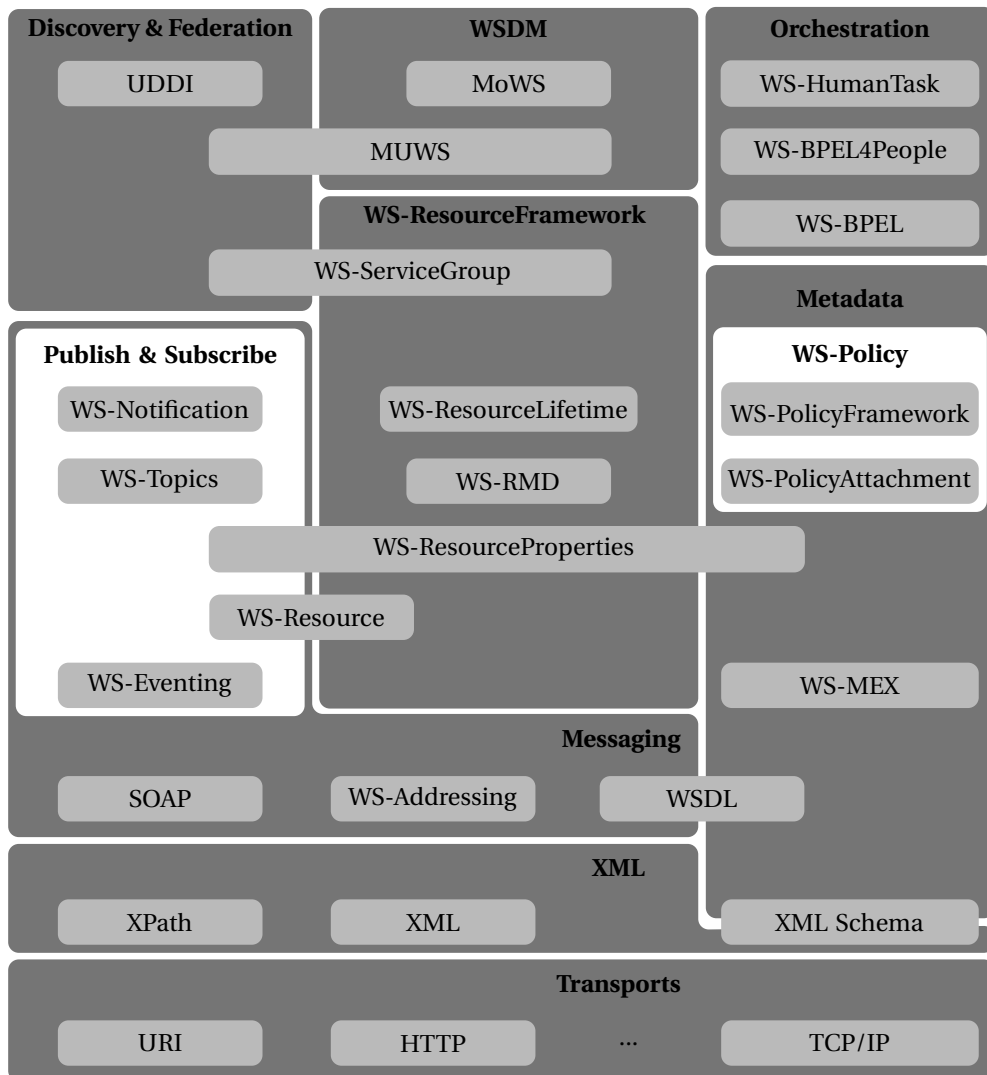 Discovery & Federation
UDDI
WSDM
MoWS
MUWS
Orchestration
WS-HumanTask
WS-BPEL4People
WS-BPEL
WS-ResourceFramework
WS-ServiceGroup
Metadata
Publish & Subscribe
WS-Notification
WS-Topics
WS-ResourceLifetime
WS-RMD
WS-Policy
WS-PolicyFramework
WS-PolicyAttachment
WS-ResourceProperties
WS-Resource
WS-Eventing
WS-MEX
Messaging
SOAP
WS-Addressing
WSDL
XML
XPath
XML
XML Schema
Transports
URI
HTTP
...
TCP/IP